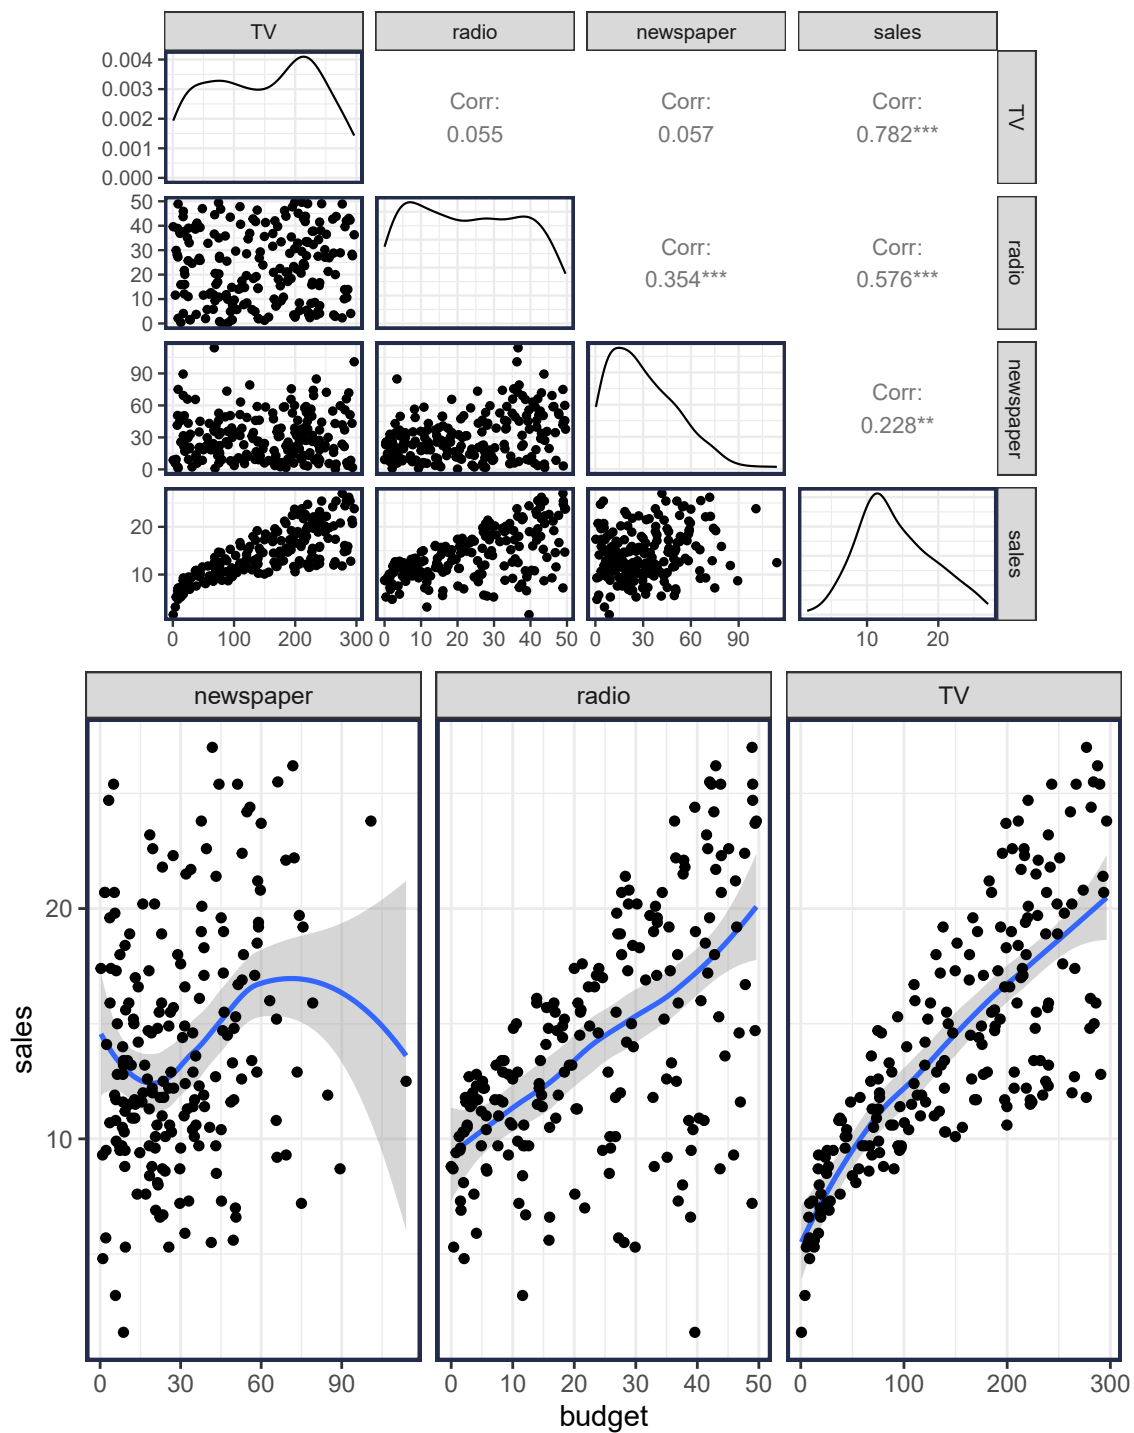 TV radio newspaper sales
0.004
0.003
0.002
0.001
0.000
Corr:
0.055
Corr:
0.057
Corr:
0.782***
TV
50
40
30
20
10
0
Corr:
0.354***
Corr:
0.576***
radio
90
60
30
0
Corr:
0.228**
newspaper
20
10
sales
0 100 200 300 0 10 20 30 40 50 0 30 60 90 10 20
newspaper radio TV
20
10
sales
0 30 60 90 0 10 20 30 40 50 0 100 200 300
budget